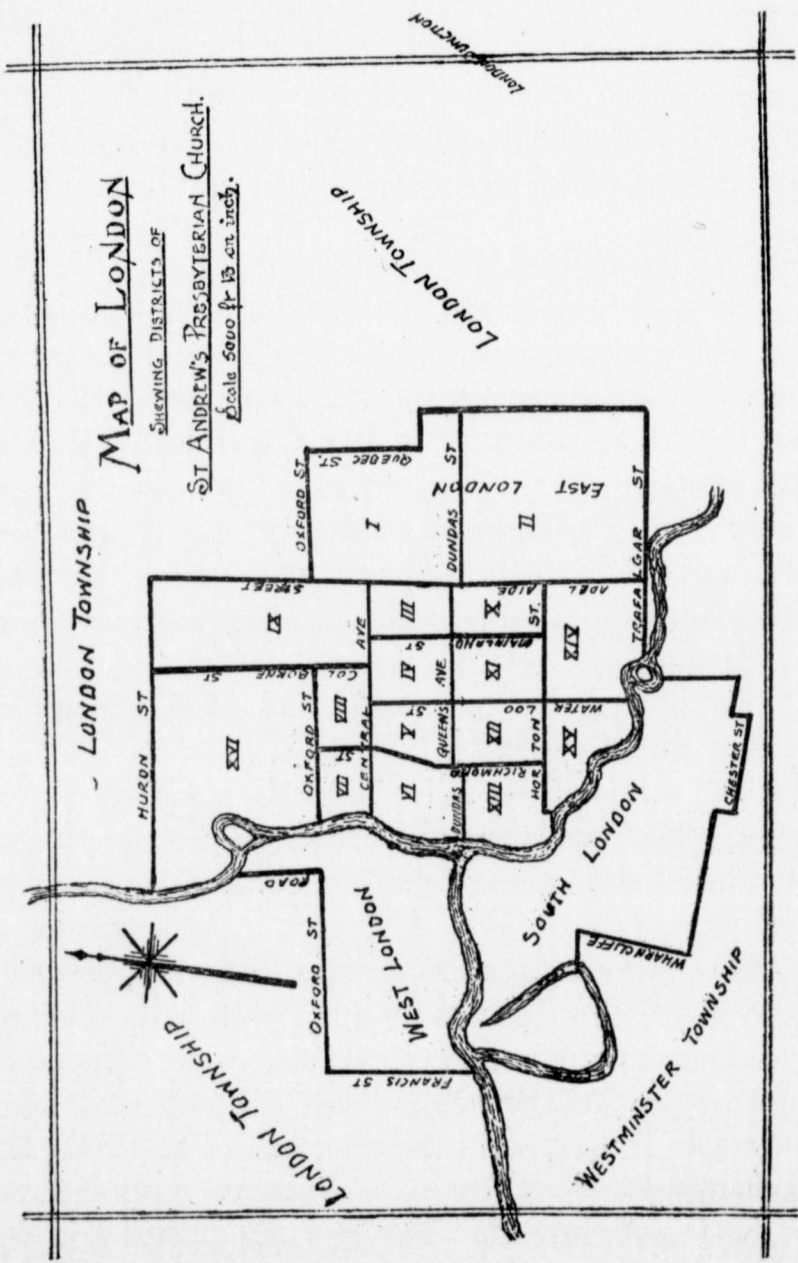 MAP OF LONDON
SHEWING DISTRICTS OF
ST ANDREW'S PRESBYTERIAN CHURCH.
Scale 5000 ft to an inch.
LONDON JUNCTION
LONDON TOWNSHIP
LONDON TOWNSHIP
LONDON TOWNSHIP
WESTMINSTER TOWNSHIP
HURON ST
OXFORD ST
QUEBEC ST.
DUNDAS ST
EAST LONDON
TRAFALGAR ST
ADELAIDE STREET
COLBORNE ST
OXFORD ST
CENTRAL AVE
MAITLAND ST
QUEEN'S AVE
WATERLOO ST
HORTON ST.
RICHMOND ST
DUNDAS
ROAD
OXFORD ST
WEST LONDON
FRANCIS ST
SOUTH LONDON
WHARNCLIFFE
CHESTER ST
I
II
III
IV
V
VI
VII
VIII
IX
X
XI
XII
XIII
XIV
XV
XVI